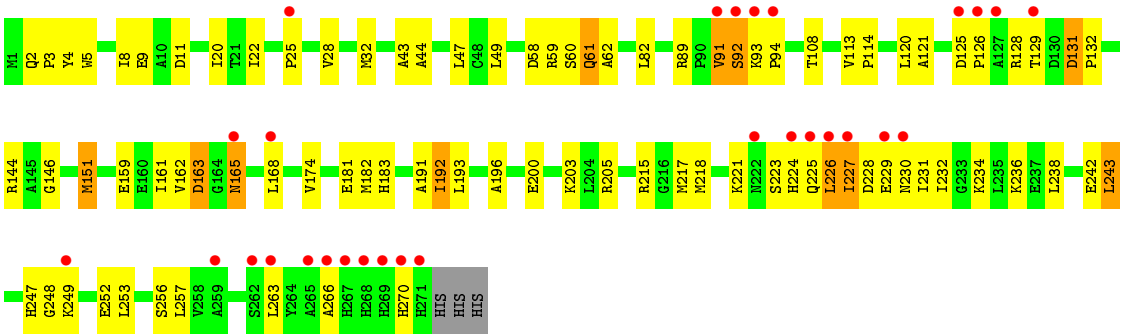 M1 Q2 P3 Y4 W5 I8 E9 A10 D11 I20 T21 I22 P25 V28 M32 A43 A44 L47 C48 L49 D58 R59 S60 Q61 A62 L82 R89 P90 V91 S92 K93 P94 T108 V113 P114 L120 A121 D125 P126 A127 R128 T129 D130 D131 P132
R144 A145 G146 M151 E159 E160 I161 V162 D163 G164 N165 L168 V174 E181 M182 H183 A191 I192 L193 A196 E200 K203 L204 R205 R215 G216 M217 M218 K221 N222 S223 H224 Q225 L226 I227 D228 E229 N230 I231 I232 G233 K234 L235 K236 E237 L238 E242 L243
H247 G248 K249 E252 L253 S256 L257 V258 A259 S262 L263 Y264 A265 A266 H267 H268 H269 H270 H271 HIS HIS HIS